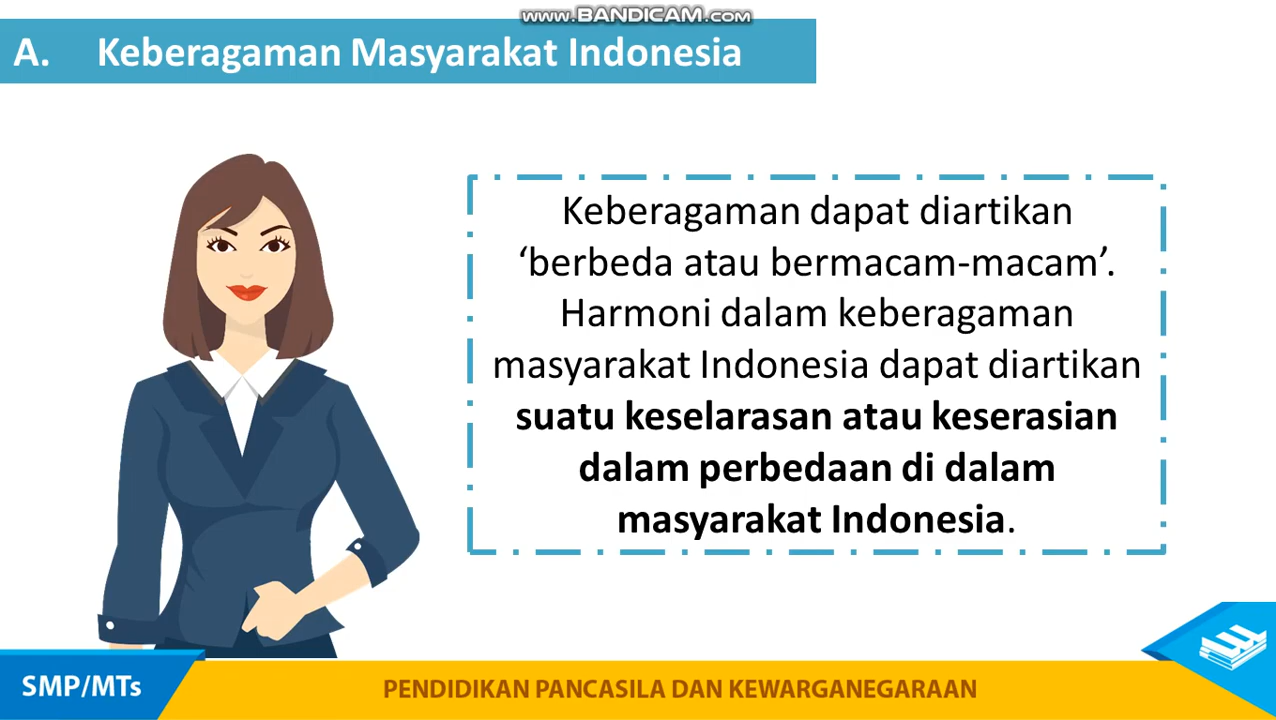 www.BANDICAM.com
A. Keberagaman Masyarakat Indonesia
Keberagaman dapat diartikan
‘berbeda atau bermacam-macam’.
Harmoni dalam keberagaman
masyarakat Indonesia dapat diartikan
suatu keselarasan atau keserasian
dalam perbedaan di dalam
masyarakat Indonesia.
SMP/MTs
PENDIDIKAN PANCASILA DAN KEWARGANEGARAAN